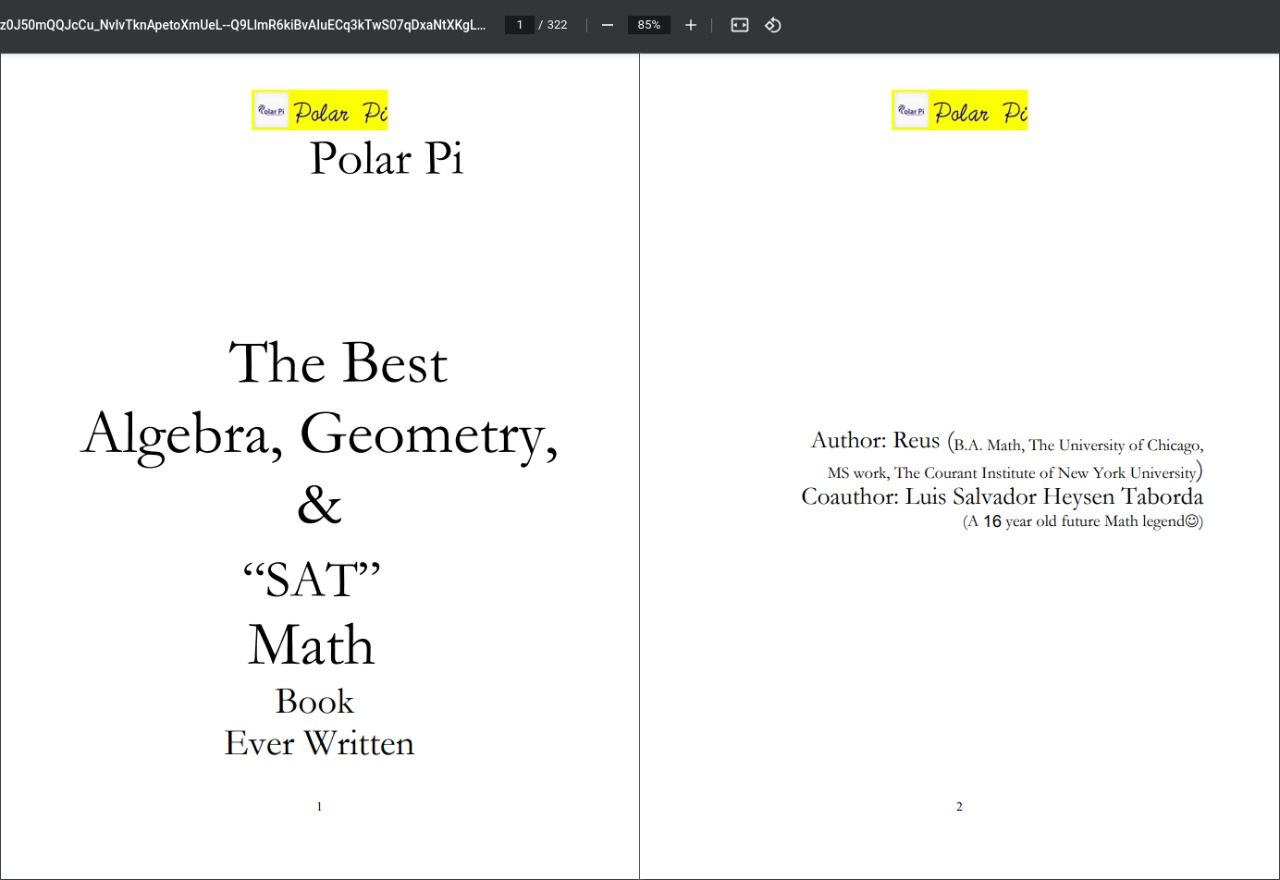 z0J50mQQJcCu_NvIvTknApetoXmUeL--Q9LImR6kiBvAIuECq3kTwS07qDxaNtXKgL...
1 / 322
85%
Polar Pi Polar Pi
Polar Pi
The Best
Algebra, Geometry,
&
“SAT”
Math
Book
Ever Written
1
Polar Pi Polar Pi
Author: Reus (B.A. Math, The University of Chicago,
MS work, The Courant Institute of New York University)
Coauthor: Luis Salvador Heysen Taborda
(A 16 year old future Math legend☺)
2